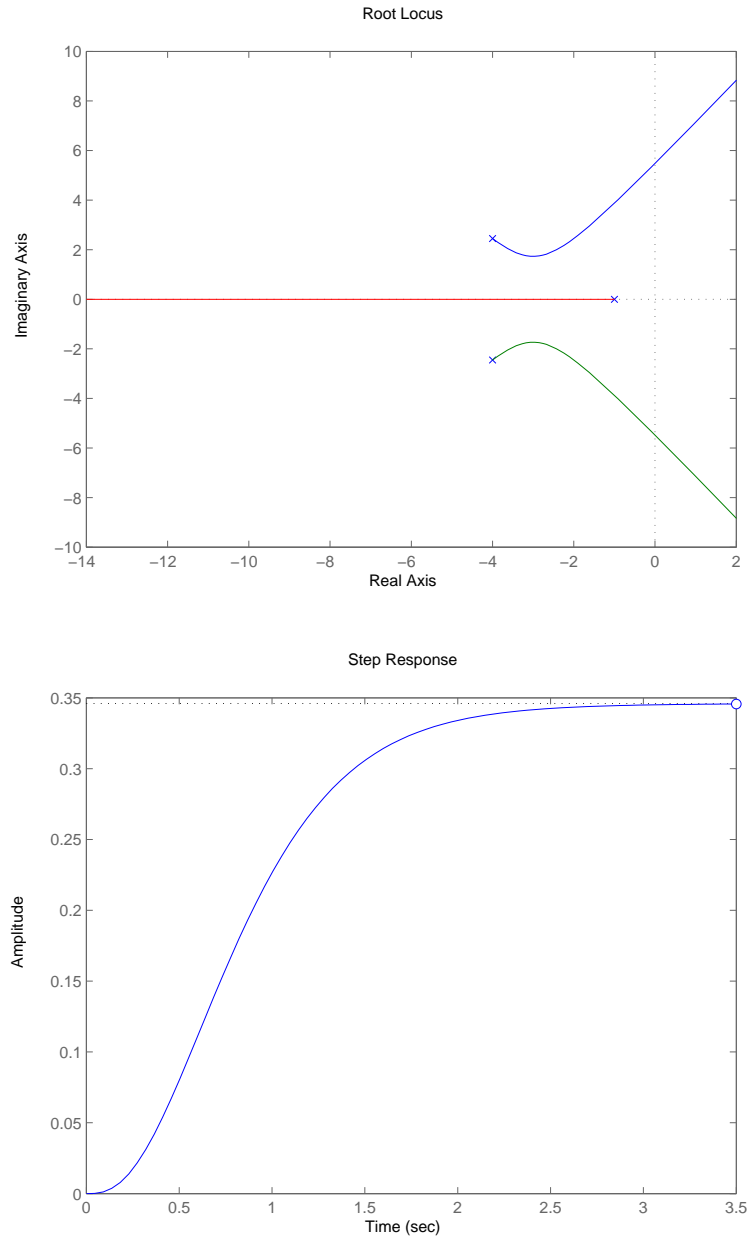 Root Locus
10
8
6
4
2
0
−2
−4
−6
−8
−10
Imaginary Axis
−14 −12 −10 −8 −6 −4 −2 0 2
Real Axis
Step Response
0.35
0.3
0.25
0.2
0.15
0.1
0.05
0
Amplitude
0 0.5 1 1.5 2 2.5 3 3.5
Time (sec)